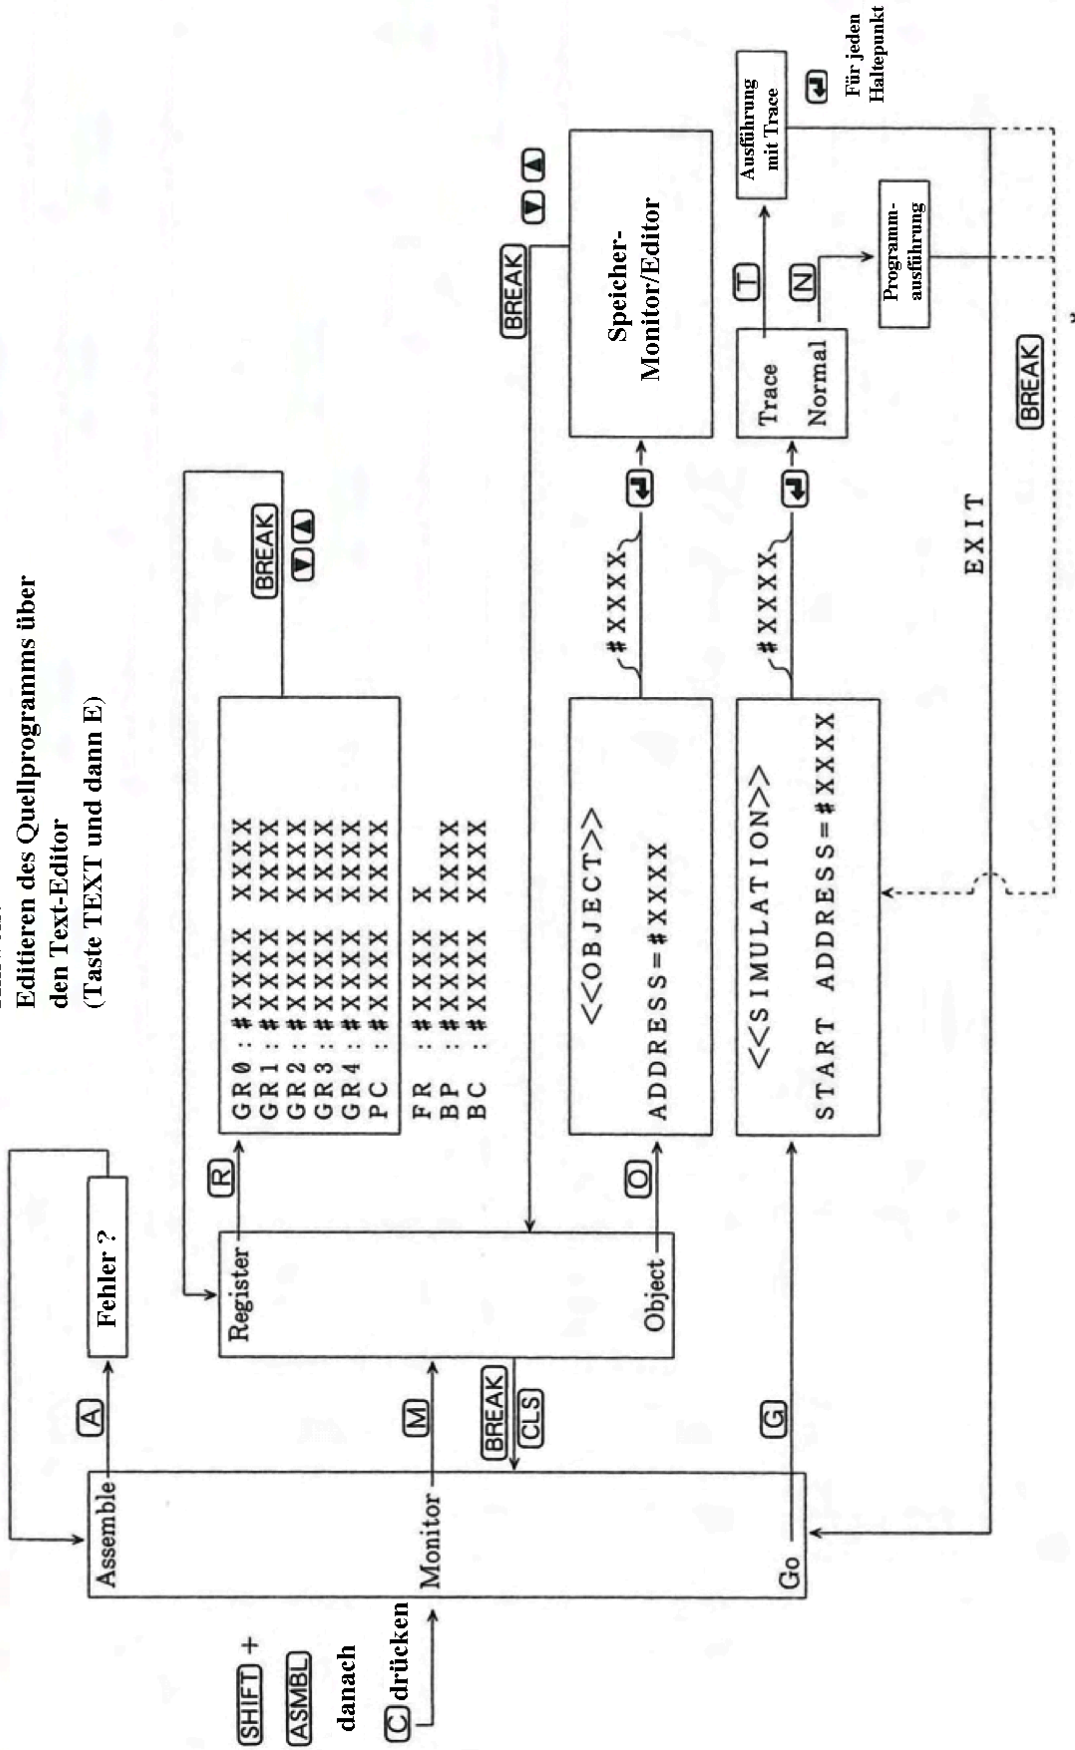 Editieren des Quellprogramms über
den Text-Editor
(Taste TEXT und dann E)
SHIFT +
ASMBL
danach
C drücken
Assemble
Monitor
Go
A
M
BREAK
CLS
G
Fehler ?
Register
Object
R
O
GR0 :#XXXX XXXX
GR1 :#XXXX XXXX
GR2 :#XXXX XXXX
GR3 :#XXXX XXXX
GR4 :#XXXX XXXX
PC :#XXXX XXXX
FR :#XXXX X
BP :#XXXX XXXX
BC :#XXXX XXXX
BREAK
▼ ▲
<<OBJECT>>
ADDRESS=#XXXX
#XXXX
↵
Speicher-
Monitor/Editor
BREAK
▼ ▲
<<SIMULATION>>
START ADDRESS=#XXXX
#XXXX
↵
Trace
Normal
T
N
Ausführung
mit Trace
↵
Für jeden
Haltepunkt
Programm-
ausführung
EXIT
BREAK